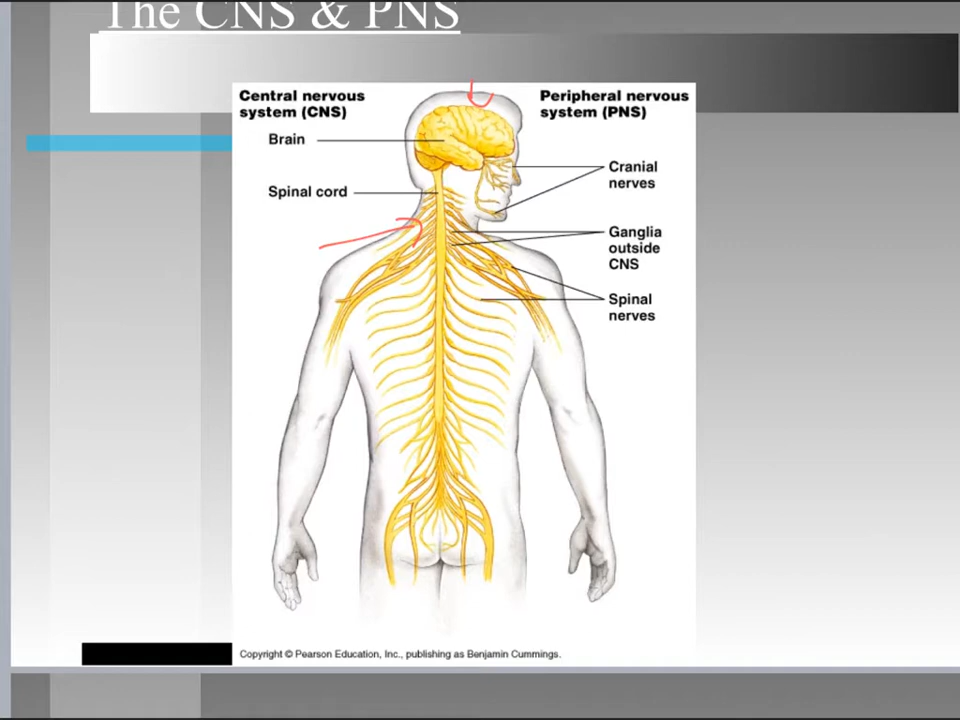 The CNS & PNS
Central nervous
system (CNS)
Peripheral nervous
system (PNS)
Brain
Cranial
nerves
Spinal cord
Ganglia
outside
CNS
Spinal
nerves
Copyright © Pearson Education, Inc., publishing as Benjamin Cummings.